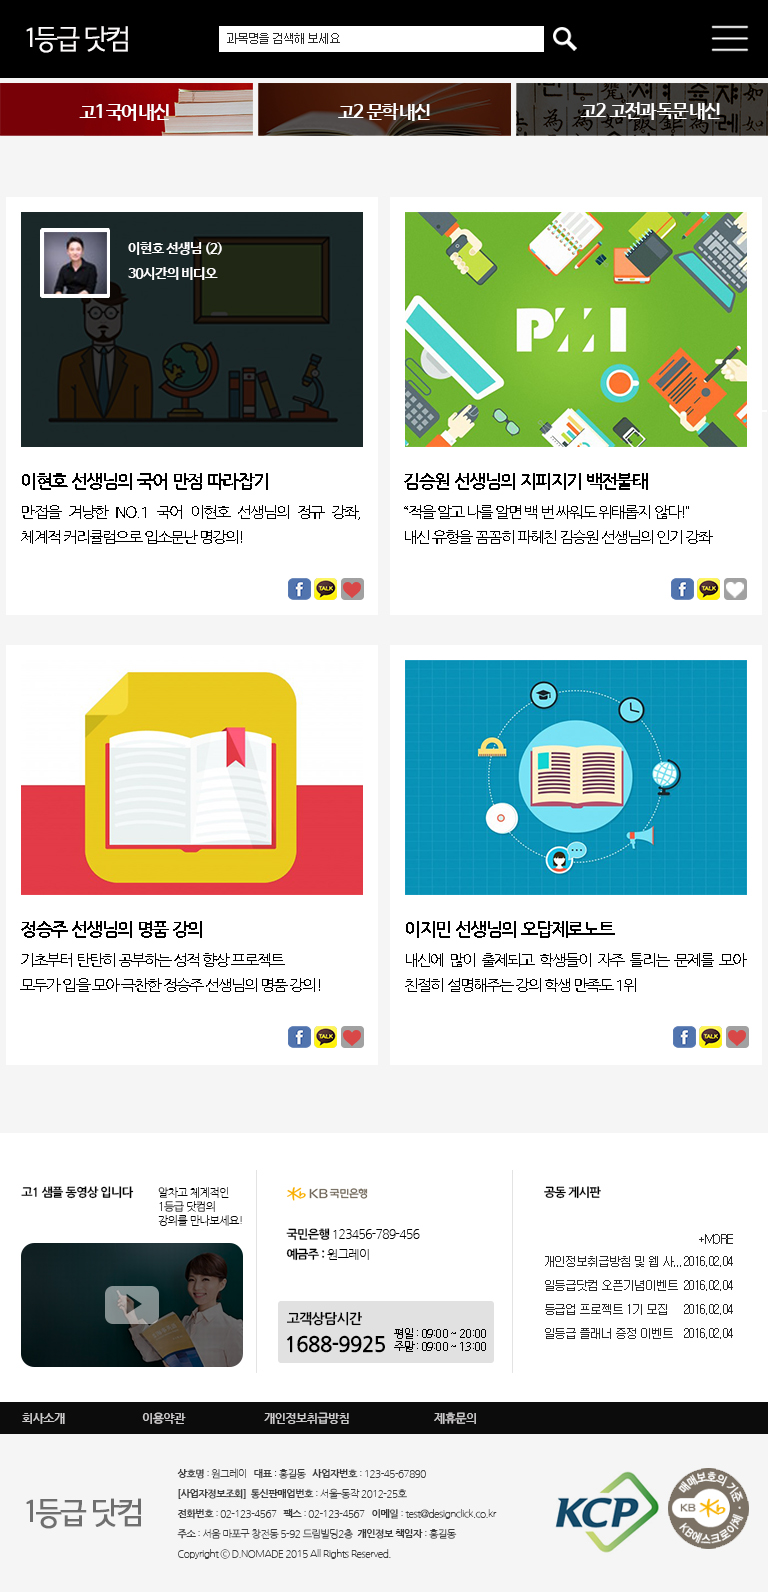 1등급 닷컴
과목명을 검색해 보세요
고1 국어 내신
고2 문학 내신
고2 고전과 독문 내신
이현호 선생님 (2)
30시간의 비디오
PMI
이현호 선생님의 국어 만점 따라잡기
만접을 겨냥한 NO.1 국어 이현호 선생님의 정규 강좌,
체계적 커리큘럼으로 입소문난 명강의!
김승원 선생님의 지피지기 백전불태
"적을 알고 나를 알면 백 번 싸워도 위태롭지 않다!"
내신 유형을 꼼꼼히 파헤친 김승원 선생님의 인기 강좌
f TALK
f TALK
정승주 선생님의 명품 강의
기초부터 탄탄히 공부하는 성적 향상 프로젝트
모두가 입을 모아 극찬한 정승주 선생님의 명품 강의!
이지민 선생님의 오답제로노트
내신에 많이 출제되고 학생들이 자주 틀리는 문제를 모아
친절히 설명해주는 강의 학생 만족도 1위
f TALK
f TALK
고1 샘플 동영상 입니다
알차고 체계적인
1등급 닷컴의
강의를 만나보세요!
KB 국민은행
국민은행 123456-789-456
예금주 : 원그레이
고객상담시간
1688-9925
평일 : 09:00 ~ 20:00
주말 : 09:00 ~ 13:00
공동 게시판
+MORE
개인정보취급방침 및 웹 사... 2016.02.04
일등급닷컴 오픈기념이벤트 2016.02.04
등급업 프로젝트 1기 모집 2016.02.04
일등급 플래너 증정 이벤트 2016.02.04
회사소개
이용약관
개인정보취급방침
제휴문의
1등급 닷컴
상호명 : 원그레이 대표 : 홍길동 사업자번호 : 123-45-67890
[사업자정보조회] 통신판매업번호 : 서울-동작 2012-25호
전화번호 : 02-123-4567 팩스 : 02-123-4567 이메일 : test@designclick.co.kr
주소 : 서음 마포구 창전동 5-92 드림빌딩2층 개인정보 책임자 : 홍길동
Copyright ⓒ D.NOMADE 2015 All Rights Reserved.
KCP
매매보호의 기준
KB
KB에스크로이체